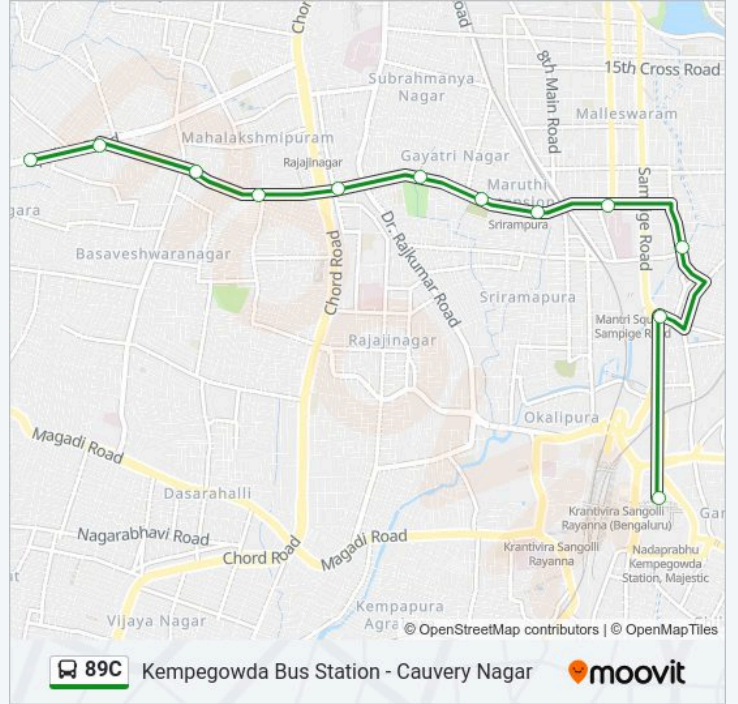 Chor
oad
15th Cross Road
8th Main Road
Subrahmanya
Nagar
Malleswaram
Mahalakshmipuram
Rajajinagar
Gayatri Nagar
Maruthi
Srirampura
Sampige Road
gara
Basaveshwaranagar
Chord Road
Dr. Rajkumar Road
Sriramapura
Mantri Squ
Sampige R
Rajajinagar
Okalipura
Magadi Road
Dasarahalli
Krantivira Sangolli
Rayanna (Bengaluru)
Gar
Nagarabhavi Road
Chord Road
Magadi Road
Krantivira Sangolli
Rayanna
Nadaprabhu
Kempegowda
Station, Majestic
Vijaya Nagar
Kempapura
Agra
© OpenStreetMap contributors | © OpenMapTiles
89C
Kempegowda Bus Station - Cauvery Nagar
moovit